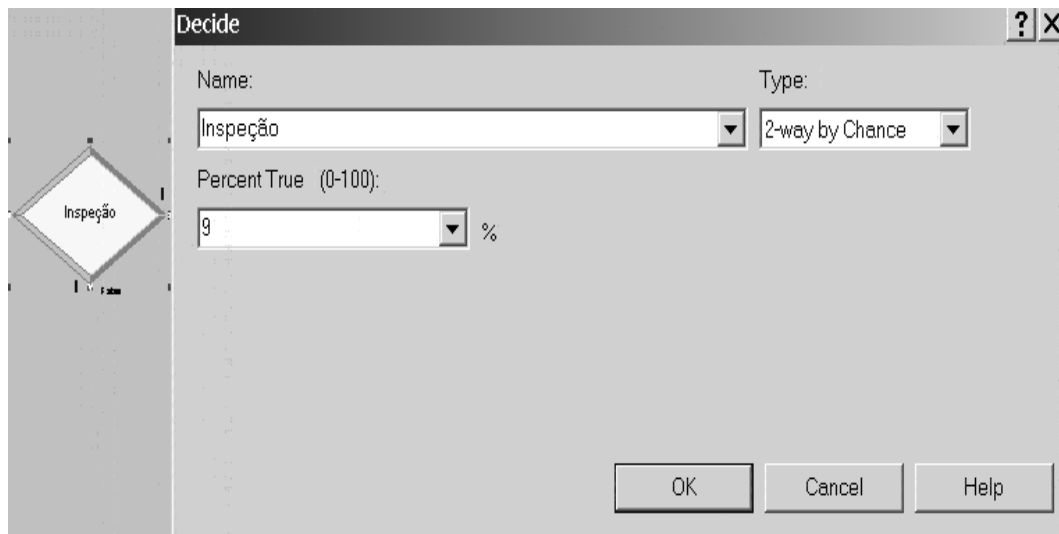 Decide
Name:
Type:
Inspeção
2-way by Chance
Percent True (0-100):
9 %
Inspeção
OK
Cancel
Help